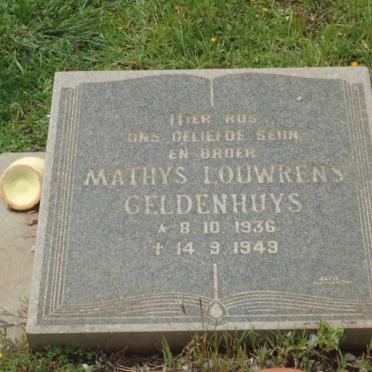 HIER RUS
ONS GELIEFDE SEUN
EN BROER
MATHYS LOUWRENS
GELDENHUYS
★ 8.10.1936
✝ 14.9.1949